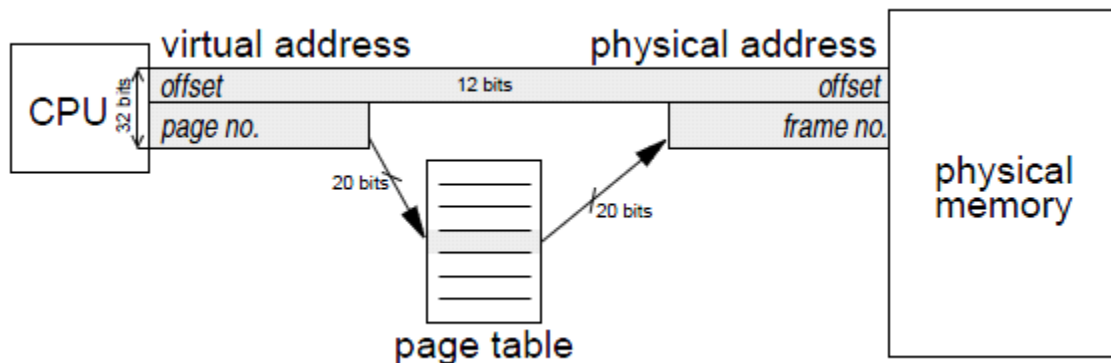 virtual address
physical address
CPU
32 bits
offset
12 bits
offset
page no.
frame no.
20 bits
20 bits
physical
memory
page table